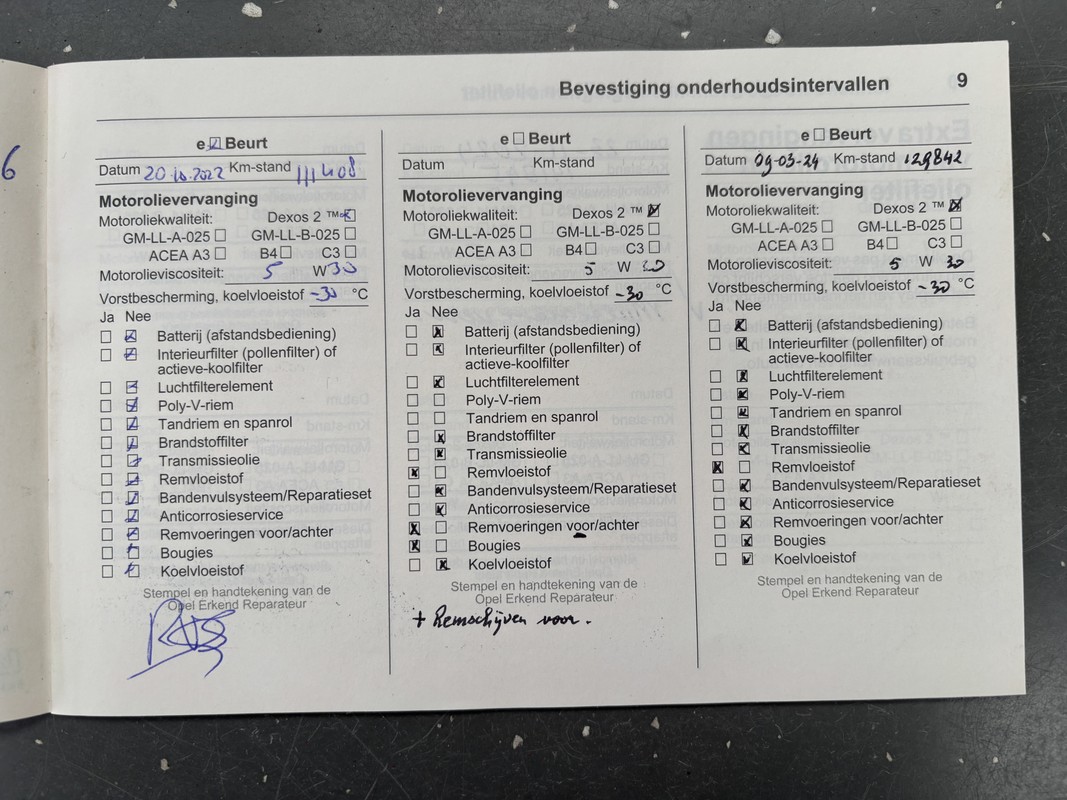 6
Bevestiging onderhoudsintervallen 9
e ☑ Beurt
Datum 20.10.2022 Km-stand 111408
Motorolievervanging
Motoroliekwaliteit: Dexos 2 ™ ☑
GM-LL-A-025 ☐ GM-LL-B-025 ☐
ACEA A3 ☐ B4 ☐ C3 ☐
Motorolieviscositeit: 5 W 30
Vorstbescherming, koelvloeistof -30 °C
Ja Nee
☐ ☑ Batterij (afstandsbediening)
☐ ☑ Interieurfilter (pollenfilter) of
actieve-koolfilter
☐ ☑ Luchtfilterelement
☐ ☑ Poly-V-riem
☐ ☑ Tandriem en spanrol
☐ ☑ Brandstoffilter
☐ ☑ Transmissieolie
☐ ☑ Remvloeistof
☐ ☑ Bandenvulsysteem/Reparatieset
☐ ☑ Anticorrosieservice
☐ ☑ Remvoeringen voor/achter
☐ ☑ Bougies
☐ ☑ Koelvloeistof
Stempel en handtekening van de
Opel Erkend Reparateur
e ☐ Beurt
Datum Km-stand
Motorolievervanging
Motoroliekwaliteit: Dexos 2 ™ ☒
GM-LL-A-025 ☐ GM-LL-B-025 ☐
ACEA A3 ☐ B4 ☐ C3 ☐
Motorolieviscositeit: 5 W 30
Vorstbescherming, koelvloeistof -30 °C
Ja Nee
☐ ☒ Batterij (afstandsbediening)
☐ ☒ Interieurfilter (pollenfilter) of
actieve-koolfilter
☐ ☒ Luchtfilterelement
☐ ☐ Poly-V-riem
☐ ☐ Tandriem en spanrol
☐ ☒ Brandstoffilter
☐ ☒ Transmissieolie
☒ ☐ Remvloeistof
☐ ☒ Bandenvulsysteem/Reparatieset
☐ ☒ Anticorrosieservice
☒ ☐ Remvoeringen voor/achter
☒ ☐ Bougies
☐ ☒ Koelvloeistof
Stempel en handtekening van de
Opel Erkend Reparateur
+ Remschijven voor.
e ☐ Beurt
Datum 09-03-24 Km-stand 129842
Motorolievervanging
Motoroliekwaliteit: Dexos 2 ™ ☒
GM-LL-A-025 ☐ GM-LL-B-025 ☐
ACEA A3 ☐ B4 ☐ C3 ☐
Motorolieviscositeit: 5 W 30
Vorstbescherming, koelvloeistof -30 °C
Ja Nee
☐ ☒ Batterij (afstandsbediening)
☐ ☒ Interieurfilter (pollenfilter) of
actieve-koolfilter
☐ ☒ Luchtfilterelement
☐ ☒ Poly-V-riem
☐ ☒ Tandriem en spanrol
☐ ☒ Brandstoffilter
☐ ☒ Transmissieolie
☒ ☐ Remvloeistof
☐ ☒ Bandenvulsysteem/Reparatieset
☐ ☒ Anticorrosieservice
☐ ☒ Remvoeringen voor/achter
☐ ☒ Bougies
☐ ☒ Koelvloeistof
Stempel en handtekening van de
Opel Erkend Reparateur